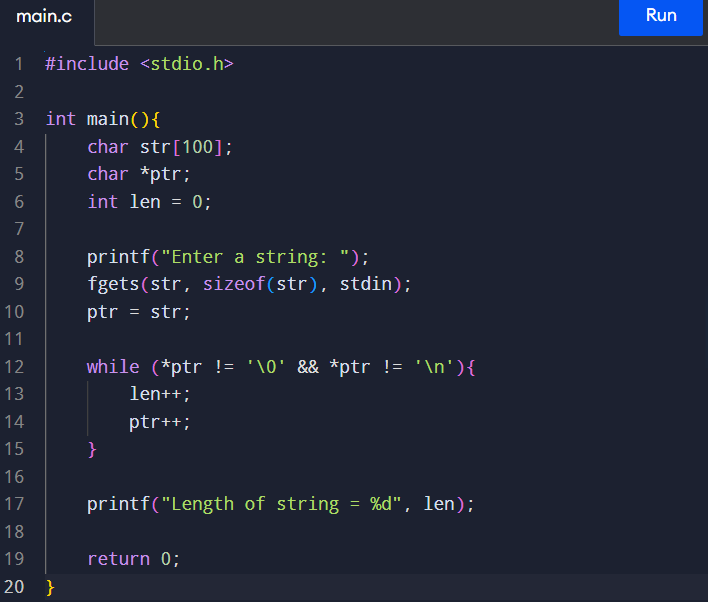 main.c
Run
1 #include <stdio.h>
2
3 int main(){
4     char str[100];
5     char *ptr;
6     int len = 0;
7
8     printf("Enter a string: ");
9     fgets(str, sizeof(str), stdin);
10     ptr = str;
11
12     while (*ptr != '\0' && *ptr != '\n'){
13         len++;
14         ptr++;
15     }
16
17     printf("Length of string = %d", len);
18
19     return 0;
20 }